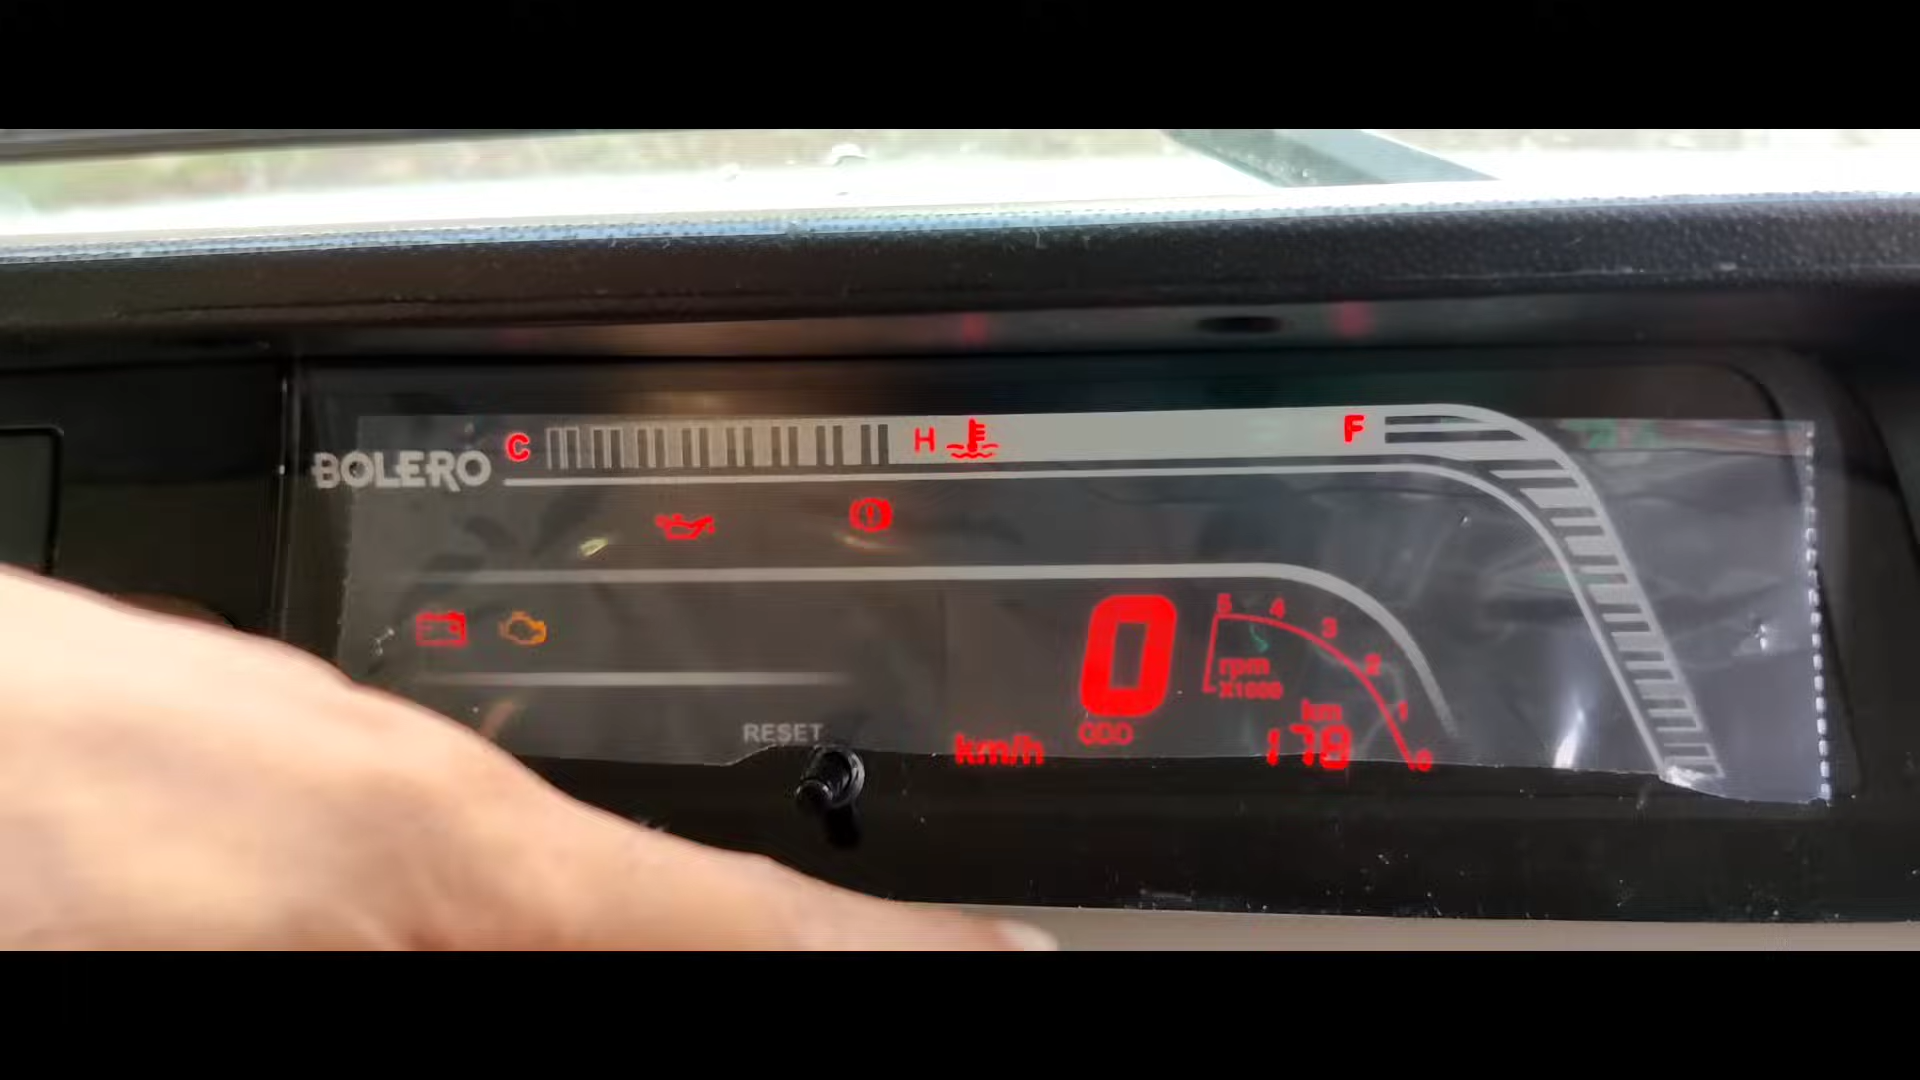 C H F
BOLERO
0
5 4 3 2 1 0
rpm
X1000
RESET
km
ODO
km/h
178